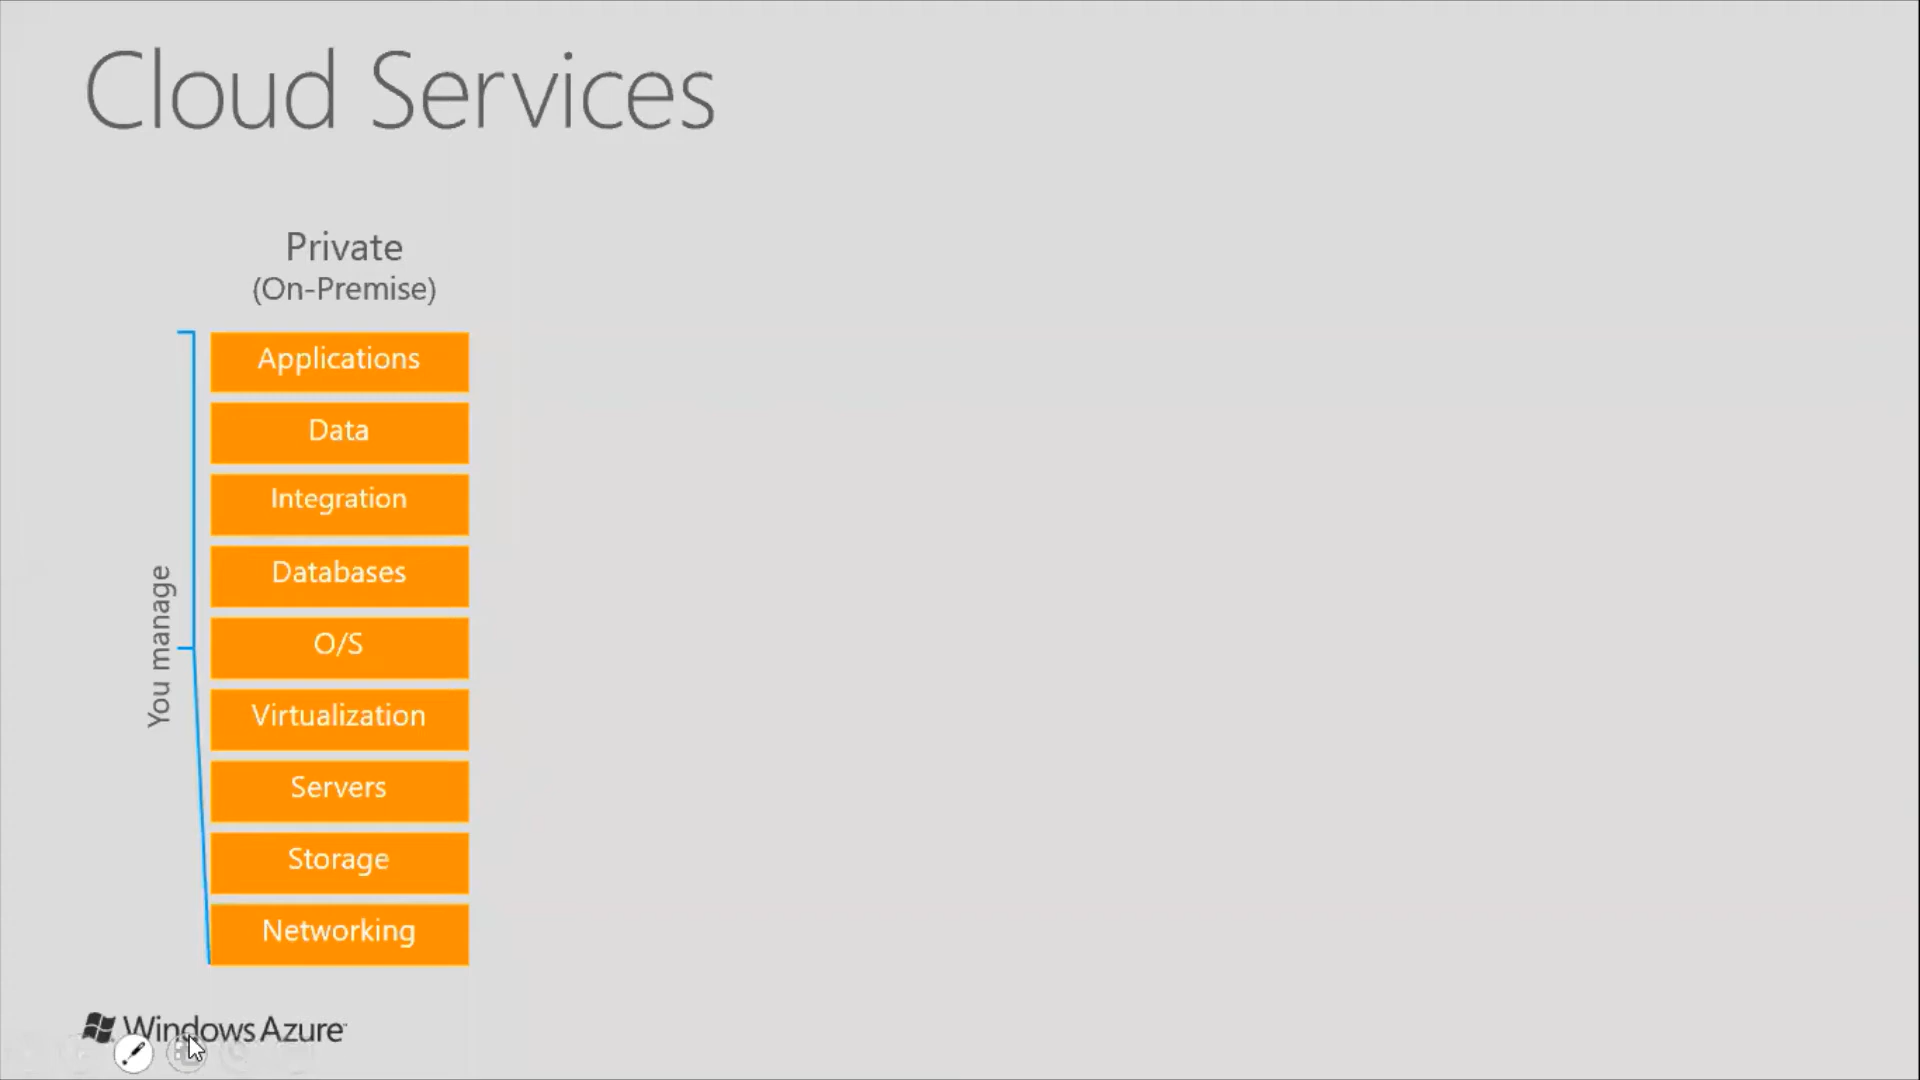 Cloud Services
Private
(On-Premise)
You manage
Applications
Data
Integration
Databases
O/S
Virtualization
Servers
Storage
Networking
Windows Azure